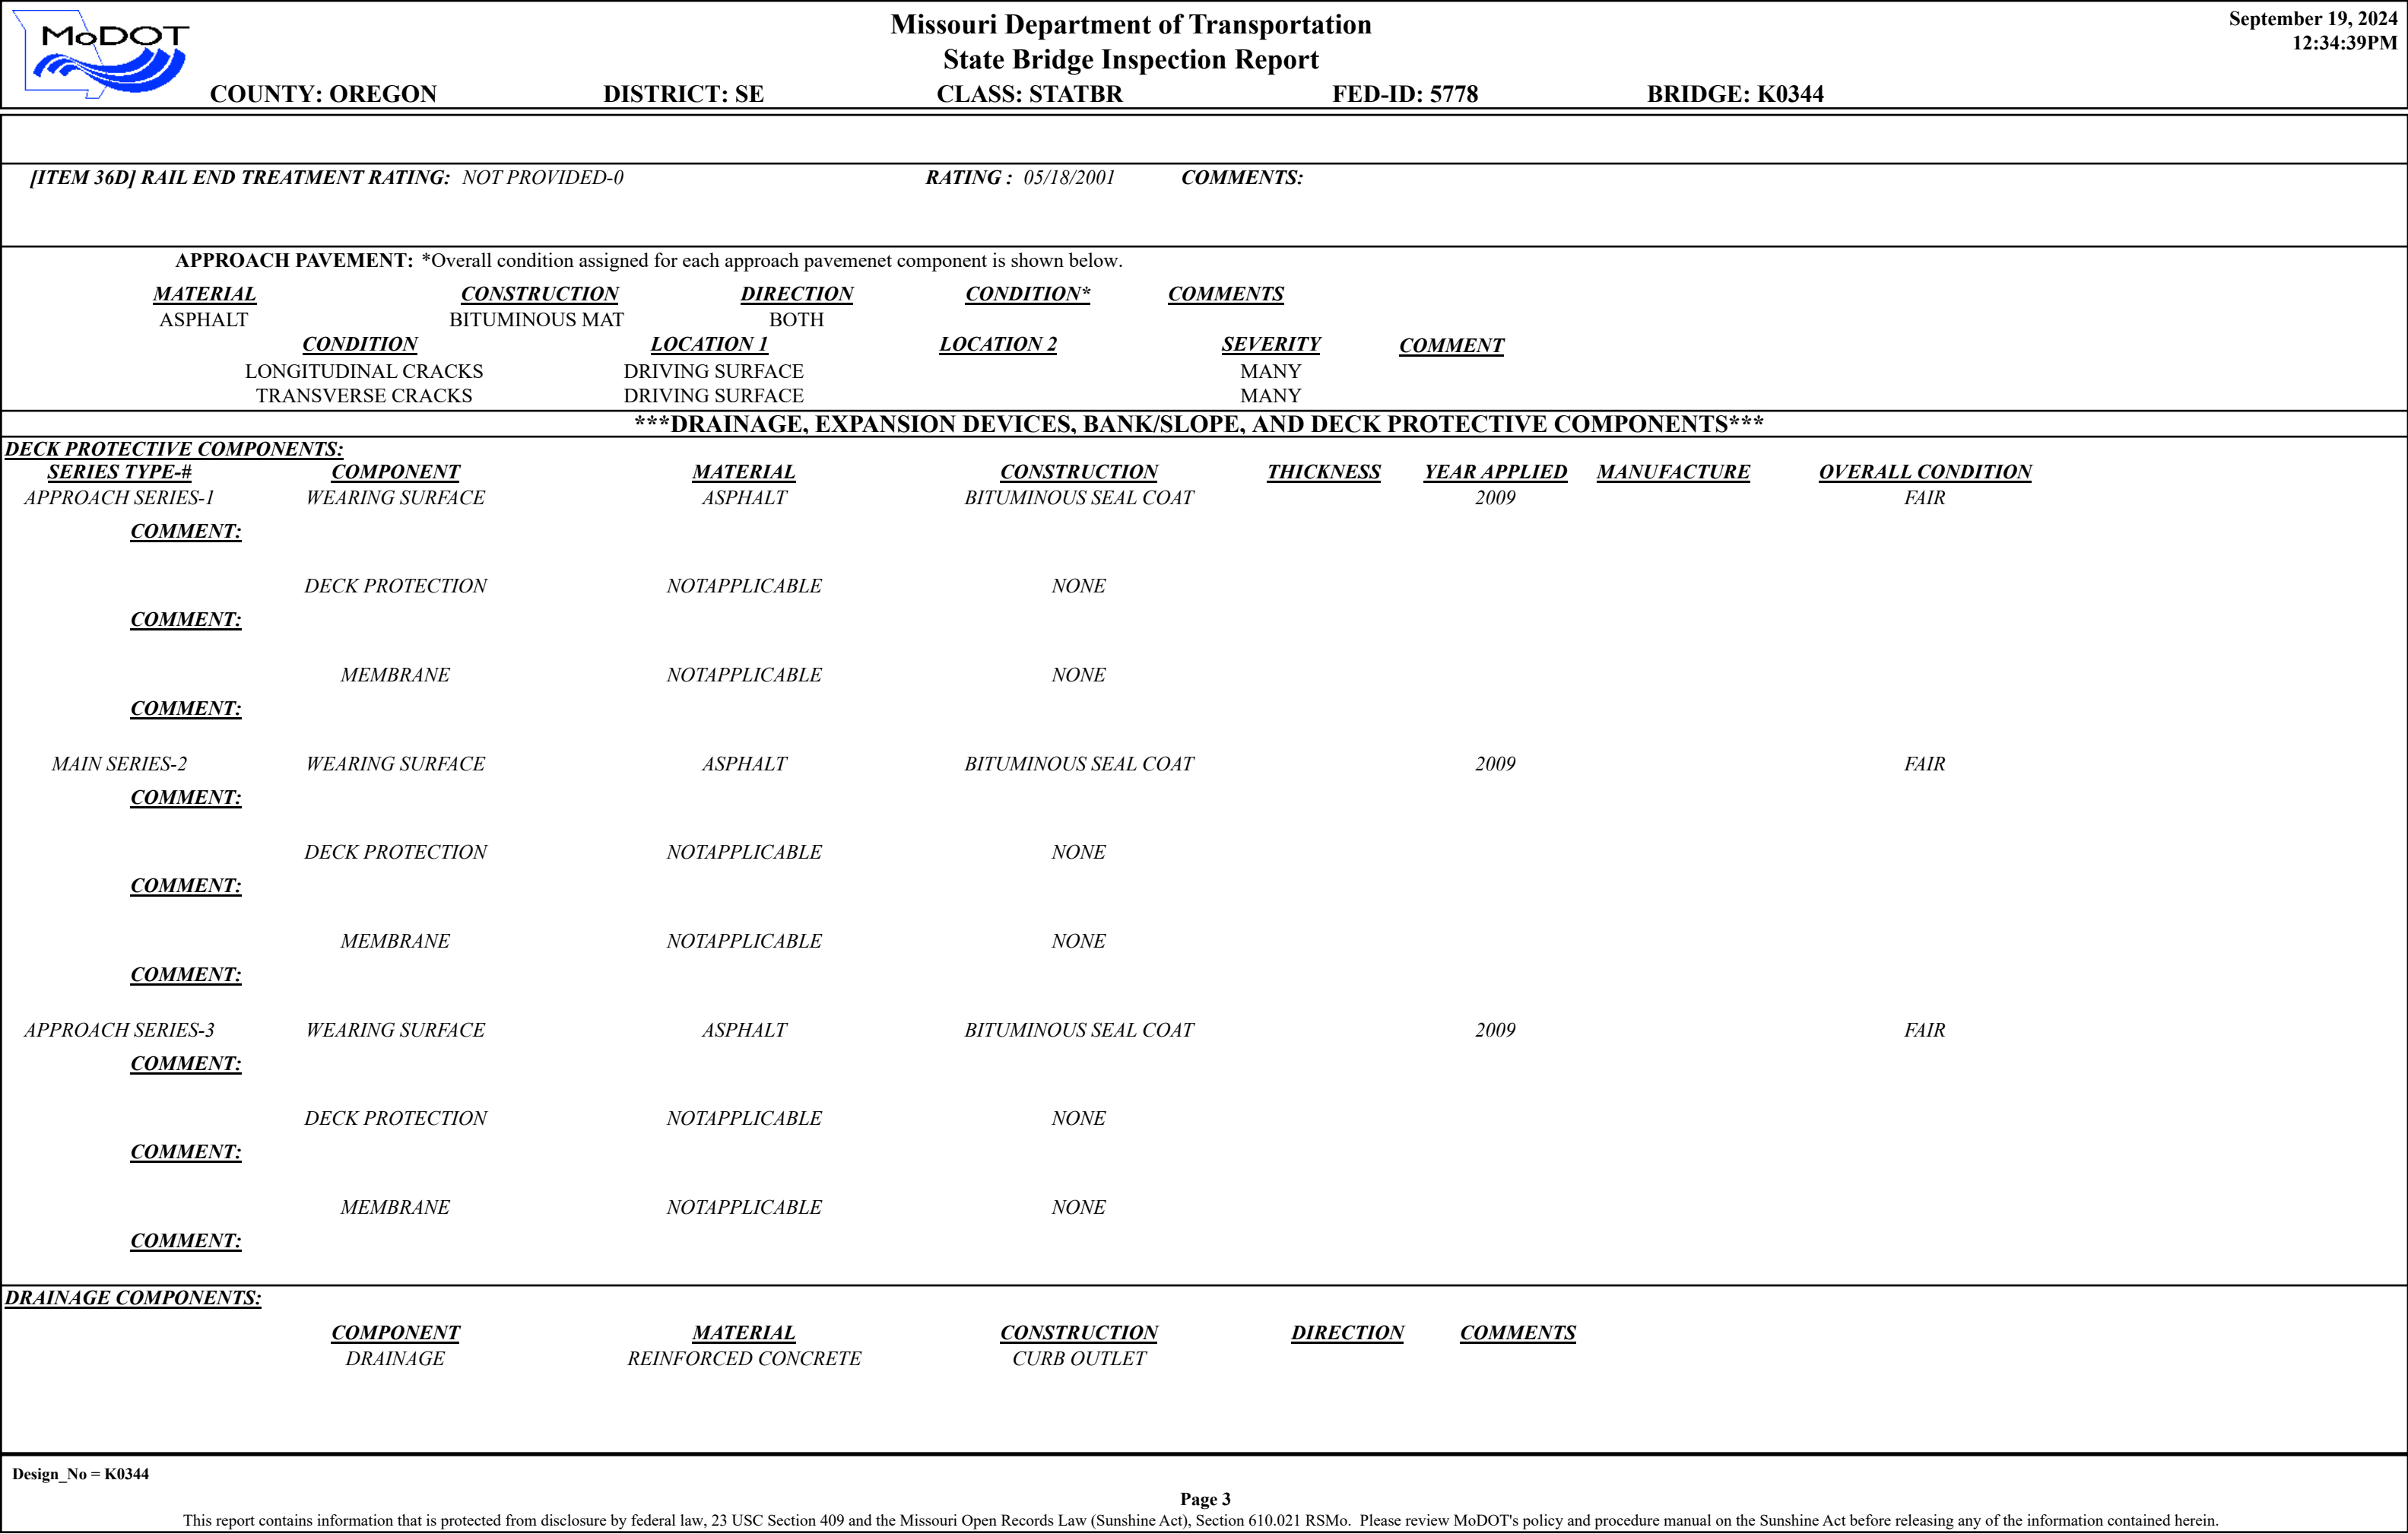 MoDOT
Missouri Department of Transportation
State Bridge Inspection Report
September 19, 2024
12:34:39PM
COUNTY: OREGON DISTRICT: SE CLASS: STATBR FED-ID: 5778 BRIDGE: K0344
[ITEM 36D] RAIL END TREATMENT RATING: NOT PROVIDED-0 RATING : 05/18/2001 COMMENTS:
APPROACH PAVEMENT: *Overall condition assigned for each approach pavemenet component is shown below.
MATERIAL CONSTRUCTION DIRECTION CONDITION* COMMENTS
ASPHALT BITUMINOUS MAT BOTH
CONDITION LOCATION 1 LOCATION 2 SEVERITY COMMENT
LONGITUDINAL CRACKS DRIVING SURFACE MANY
TRANSVERSE CRACKS DRIVING SURFACE MANY
***DRAINAGE, EXPANSION DEVICES, BANK/SLOPE, AND DECK PROTECTIVE COMPONENTS***
DECK PROTECTIVE COMPONENTS:
SERIES TYPE-# COMPONENT MATERIAL CONSTRUCTION THICKNESS YEAR APPLIED MANUFACTURE OVERALL CONDITION
APPROACH SERIES-1 WEARING SURFACE ASPHALT BITUMINOUS SEAL COAT 2009 FAIR
COMMENT:
DECK PROTECTION NOTAPPLICABLE NONE
COMMENT:
MEMBRANE NOTAPPLICABLE NONE
COMMENT:
MAIN SERIES-2 WEARING SURFACE ASPHALT BITUMINOUS SEAL COAT 2009 FAIR
COMMENT:
DECK PROTECTION NOTAPPLICABLE NONE
COMMENT:
MEMBRANE NOTAPPLICABLE NONE
COMMENT:
APPROACH SERIES-3 WEARING SURFACE ASPHALT BITUMINOUS SEAL COAT 2009 FAIR
COMMENT:
DECK PROTECTION NOTAPPLICABLE NONE
COMMENT:
MEMBRANE NOTAPPLICABLE NONE
COMMENT:
DRAINAGE COMPONENTS:
COMPONENT MATERIAL CONSTRUCTION DIRECTION COMMENTS
DRAINAGE REINFORCED CONCRETE CURB OUTLET
Design_No = K0344
Page 3
This report contains information that is protected from disclosure by federal law, 23 USC Section 409 and the Missouri Open Records Law (Sunshine Act), Section 610.021 RSMo. Please review MoDOT's policy and procedure manual on the Sunshine Act before releasing any of the information contained herein.